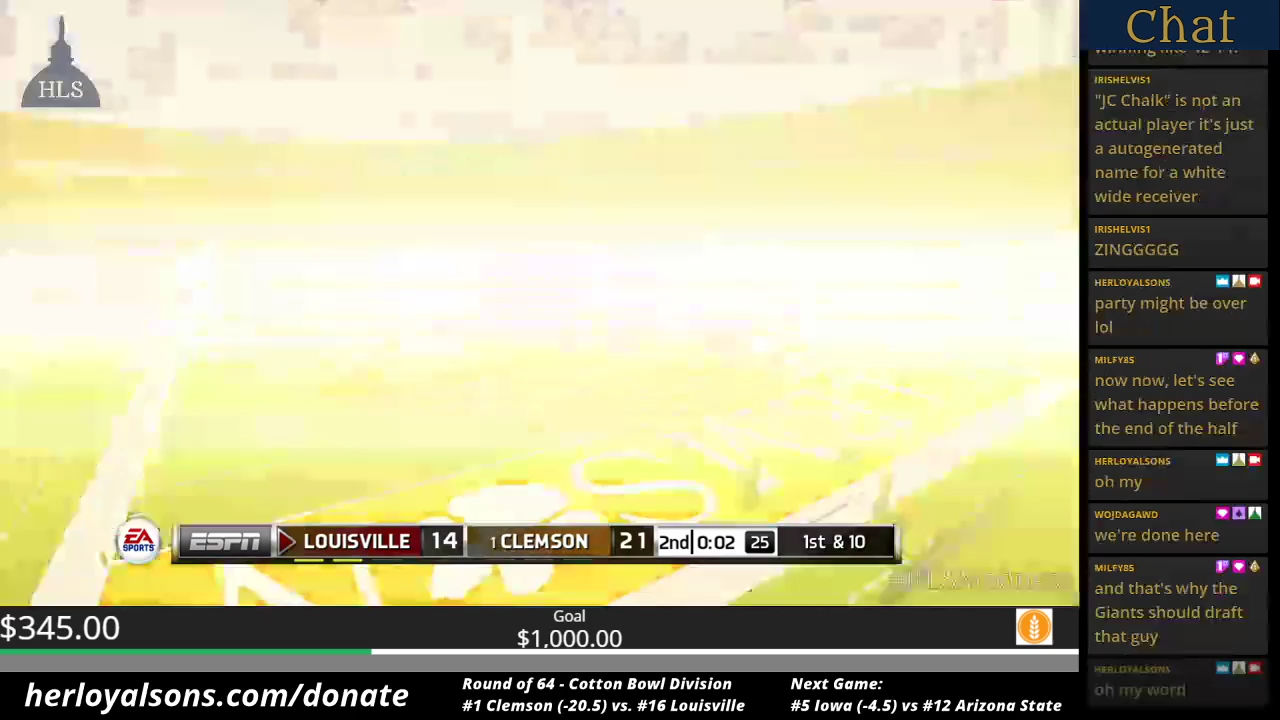 HLS
EA
SPORTS
ESPN LOUISVILLE 14 1 CLEMSON 21 2nd 0:02 25 1st & 10
$345.00
Goal
$1,000.00
herloyalsons.com/donate
Round of 64 - Cotton Bowl Division
#1 Clemson (-20.5) vs. #16 Louisville
Next Game:
#5 Iowa (-4.5) vs #12 Arizona State
Chat
IRISHELVIS1
"JC Chalk" is not an
actual player it's just
a autogenerated
name for a white
wide receiver
IRISHELVIS1
ZINGGGGG
HERLOYALSONS
party might be over
lol
MILFY85
now now, let's see
what happens before
the end of the half
HERLOYALSONS
oh my
WOJDAGAWD
we're done here
MILFY85
and that's why the
Giants should draft
that guy
HERLOYALSONS
oh my word